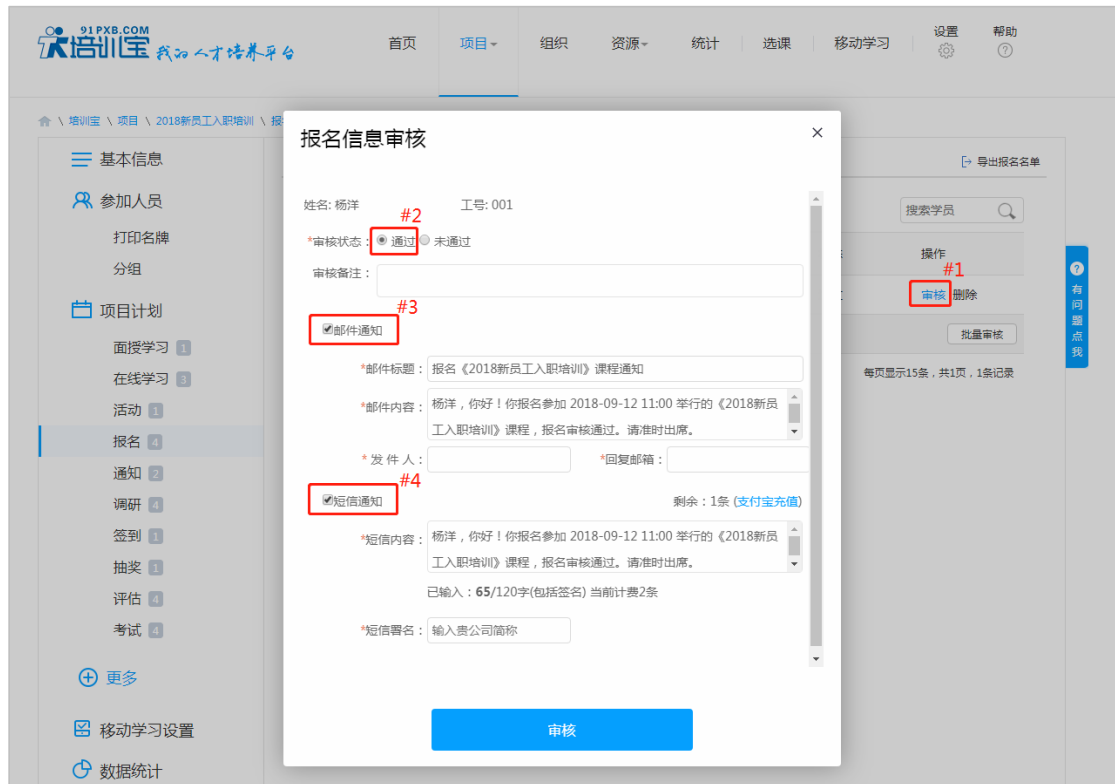 91PXB.COM
培训宝 我的人才培养平台
首页 项目 组织 资源 统计 选课 移动学习 设置 帮助
培训宝 \ 项目 \ 2018新员工入职培训 \ 报
基本信息
参加人员
打印名牌
分组
项目计划
面授学习 1
在线学习 3
活动 1
报名 4
通知 2
调研 4
签到 1
抽奖 1
评估 4
考试 4
更多
移动学习设置
数据统计
报名信息审核
×
姓名: 杨洋 工号: 001
#2
*审核状态： 通过 未通过
审核备注：
#3
邮件通知
*邮件标题： 报名《2018新员工入职培训》课程通知
*邮件内容： 杨洋，你好！你报名参加 2018-09-12 11:00 举行的《2018新员
工入职培训》课程，报名审核通过。请准时出席。
*发 件 人： *回复邮箱：
#4
短信通知 剩余：1条 (支付宝充值)
*短信内容： 杨洋，你好！你报名参加 2018-09-12 11:00 举行的《2018新员
工入职培训》课程，报名审核通过。请准时出席。
已输入：65/120字(包括签名) 当前计费2条
*短信署名： 输入贵公司简称
审核
导出报名名单
搜索学员
操作
#1
审核 删除
批量审核
每页显示15条，共1页，1条记录
?
有问题点我